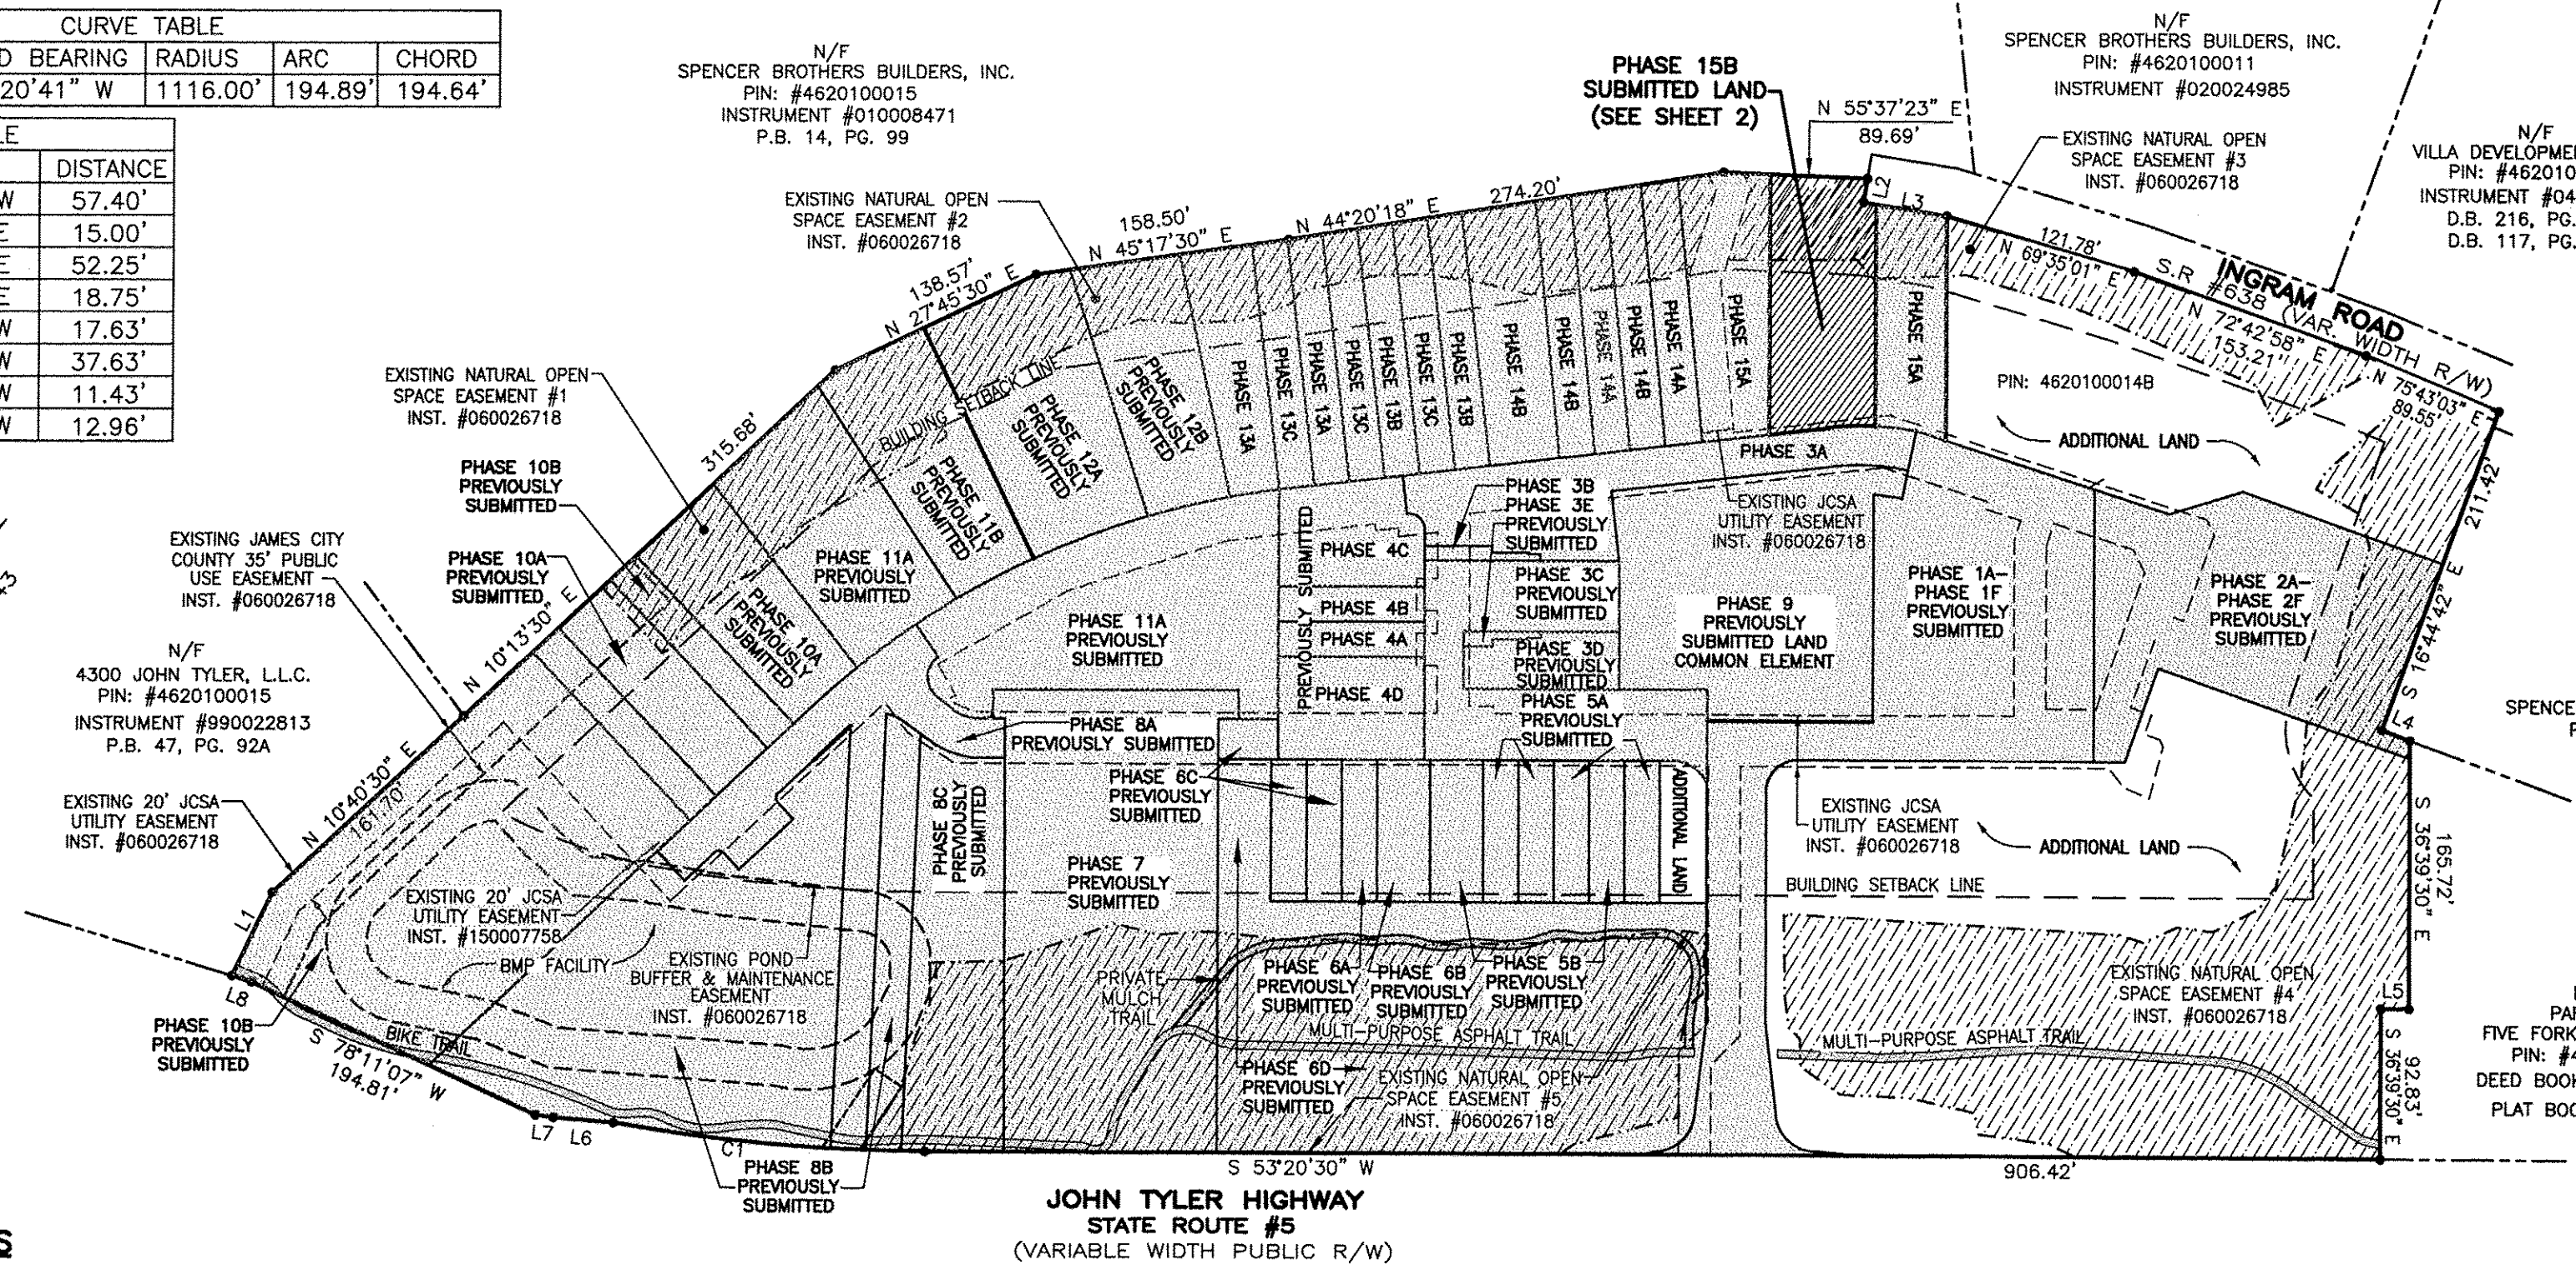 CURVE TABLE
D BEARING RADIUS ARC CHORD
20'41" W 1116.00' 194.89' 194.64'
LE
DISTANCE
W 57.40'
E 15.00'
E 52.25'
E 18.75'
W 17.63'
W 37.63'
W 11.43'
W 12.96'
N/F
SPENCER BROTHERS BUILDERS, INC.
PIN: #4620100015
INSTRUMENT #010008471
P.B. 14, PG. 99
PHASE 15B
SUBMITTED LAND
(SEE SHEET 2)
N 55°37'23" E
89.69'
N/F
SPENCER BROTHERS BUILDERS, INC.
PIN: #4620100011
INSTRUMENT #020024985
EXISTING NATURAL OPEN
SPACE EASEMENT #3
INST. #060026718
N/F
VILLA DEVELOPME
PIN: #462010
INSTRUMENT #04
D.B. 216, PG.
D.B. 117, PG.
EXISTING NATURAL OPEN
SPACE EASEMENT #2
INST. #060026718
138.57'
N 27°45'30" E
158.50'
N 45°17'30" E
274.20'
N 44°20'18" E
L2
L3
121.78'
N 69°35'01" E
S.R #638 (VAR. WIDTH R/W)
INGRAM ROAD
N 72°42'58" E
153.21'
N 75°43'03" E
89.55'
PIN: 4620100014B
ADDITIONAL LAND
211.42'
S 16°44'42" E
EXISTING NATURAL OPEN
SPACE EASEMENT #1
INST. #060026718
315.68'
N 10°13'30" E
BUILDING SETBACK LINE
PHASE 10B
PREVIOUSLY
SUBMITTED
PHASE 10A
PREVIOUSLY
SUBMITTED
PHASE 10A
PREVIOUSLY
SUBMITTED
PHASE 11A
PREVIOUSLY
SUBMITTED
PHASE 11B
PREVIOUSLY
SUBMITTED
PHASE 12A
PREVIOUSLY
SUBMITTED
PHASE 12B
PREVIOUSLY
SUBMITTED
PHASE 13A
PHASE 13C
PHASE 13A
PHASE 13C
PHASE 13B
PHASE 13C
PHASE 13B
PHASE 14B
PHASE 14B
PHASE 14A
PHASE 14B
PHASE 14A
PHASE 15A
PHASE 15A
PHASE 3A
EXISTING JCSA
UTILITY EASEMENT
INST. #060026718
EXISTING JAMES CITY
COUNTY 35' PUBLIC
USE EASEMENT
INST. #060026718
N/F
4300 JOHN TYLER, L.L.C.
PIN: #4620100015
INSTRUMENT #990022813
P.B. 47, PG. 92A
EXISTING 20' JCSA
UTILITY EASEMENT
INST. #060026718
N 10°40'30" E
161.70'
PHASE 11A
PREVIOUSLY
SUBMITTED
PREVIOUSLY SUBMITTED
PHASE 4C
PHASE 4B
PHASE 4A
PHASE 4D
PHASE 3B
PHASE 3E
PREVIOUSLY
SUBMITTED
PHASE 3C
PREVIOUSLY
SUBMITTED
PHASE 3D
PREVIOUSLY
SUBMITTED
PHASE 5A
PREVIOUSLY
SUBMITTED
PHASE 9
PREVIOUSLY
SUBMITTED LAND
COMMON ELEMENT
PHASE 1A-
PHASE 1F
PREVIOUSLY
SUBMITTED
PHASE 2A-
PHASE 2F
PREVIOUSLY
SUBMITTED
L4
SPENCE
PHASE 8A
PREVIOUSLY SUBMITTED
PHASE 6C
PREVIOUSLY
SUBMITTED
PHASE 8C
PREVIOUSLY
SUBMITTED
PHASE 7
PREVIOUSLY
SUBMITTED
ADDITIONAL LAND
EXISTING JCSA
UTILITY EASEMENT
INST. #060026718
ADDITIONAL LAND
BUILDING SETBACK LINE
S 36°39'30" E
165.72'
L1
L8
EXISTING 20' JCSA
UTILITY EASEMENT
INST. #150007758
BMP FACILITY
EXISTING POND
BUFFER & MAINTENANCE
EASEMENT
INST. #060026718
PRIVATE
MULCH
TRAIL
PHASE 6A
PREVIOUSLY
SUBMITTED
PHASE 6B
PREVIOUSLY
SUBMITTED
PHASE 5B
PREVIOUSLY
SUBMITTED
MULTI-PURPOSE ASPHALT TRAIL
EXISTING NATURAL OPEN
SPACE EASEMENT #4
INST. #060026718
MULTI-PURPOSE ASPHALT TRAIL
L5
S 36°39'30" E
92.83'
PA
FIVE FORK
PIN: #4
DEED BOOK
PLAT BOO
PHASE 10B
PREVIOUSLY
SUBMITTED
BIKE TRAIL
S 78°11'07" W
194.81'
L7
L6
C1
PHASE 8B
PREVIOUSLY
SUBMITTED
PHASE 6D
PREVIOUSLY
SUBMITTED
EXISTING NATURAL OPEN
SPACE EASEMENT #5
INST. #060026718
S 53°20'30" W
906.42'
JOHN TYLER HIGHWAY
STATE ROUTE #5
(VARIABLE WIDTH PUBLIC R/W)
S